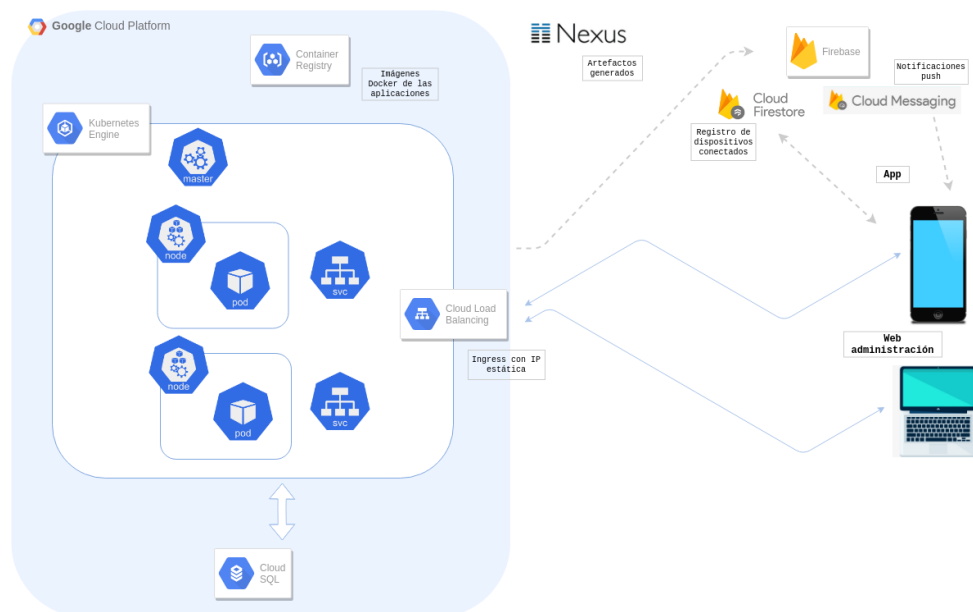 Google Cloud Platform
Container
Registry
Imágenes
Docker de las
aplicaciones
Kubernetes
Engine
master
node
pod
svc
node
pod
svc
Cloud Load
Balancing
Ingress con IP
estática
Cloud
SQL
Nexus
Artefactos
generados
Firebase
Notificaciones
push
Cloud
Firestore
Cloud Messaging
Registro de
dispositivos
conectados
App
Web
administración